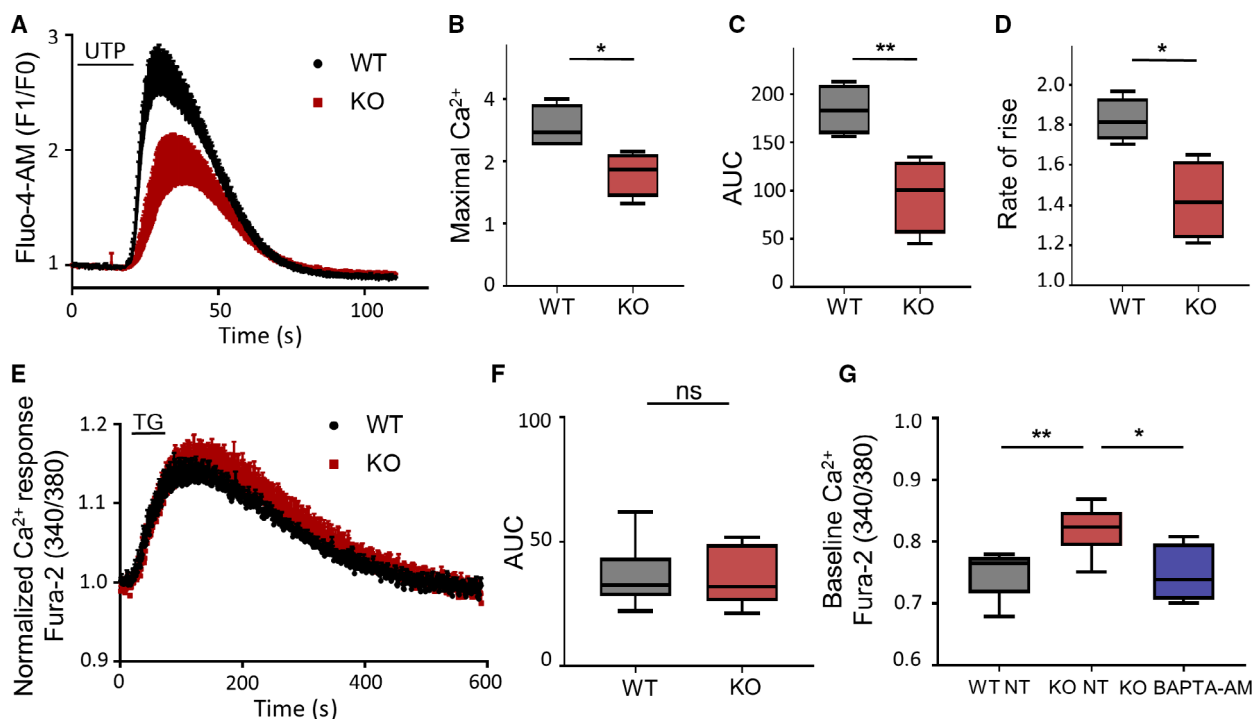 A
Fluo-4-AM (F1/F0)
3
2
1
UTP
WT
KO
0
50
100
Time (s)
B
Maximal Ca²⁺
4
2
2
1
0
*
WT
KO
C
AUC
200
150
100
50
0
**
WT
KO
D
Rate of rise
2.0
1.8
1.6
1.4
1.2
1.0
*
WT
KO
E
Normalized Ca²⁺ response
Fura-2 (340/380)
1.2
1.1
1.0
0.9
TG
WT
KO
0
200
400
600
Time (s)
F
AUC
100
50
0
ns
WT
KO
G
Baseline Ca²⁺
Fura-2 (340/380)
1.0
0.9
0.8
0.7
0.6
**
*
WT NT
KO NT
KO BAPTA-AM